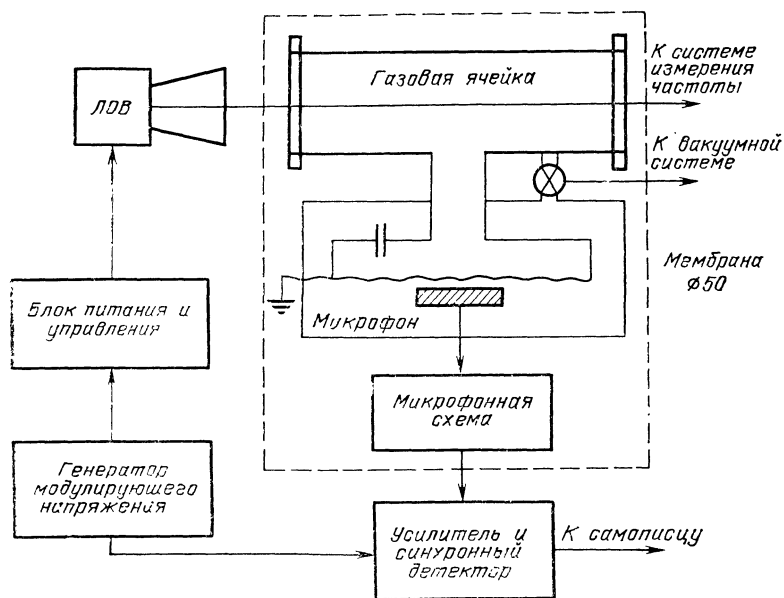 К системе
измерения
частоты
Газовая ячейка
ЛОВ
К вакуумной
системе
Мембрана
Ф50
Блок питания и
управления
Микрофон
Микрофонная
схема
Генератор
модулирующего
напряжения
Усилитель и
синхронный
детектор
К самописцу